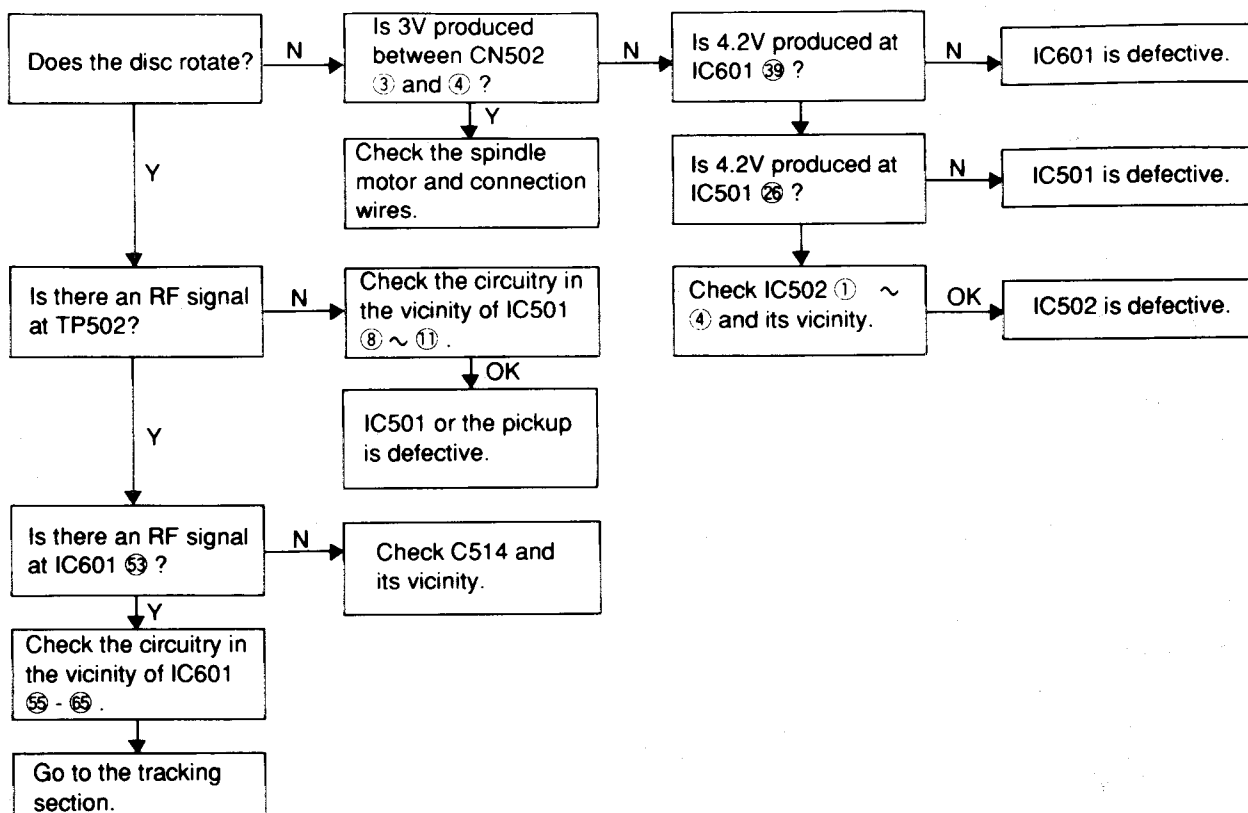 Does the disc rotate?
N
Is 3V produced
between CN502
③ and ④ ?
N
Is 4.2V produced at
IC601 ㊴ ?
N
IC601 is defective.
Y
Check the spindle
motor and connection
wires.
Is 4.2V produced at
IC501 ㉖ ?
N
IC501 is defective.
Y
Is there an RF signal
at TP502?
N
Check the circuitry in
the vicinity of IC501
⑧ ~ ⑪ .
Check IC502 ① ~
④ and its vicinity.
OK
IC502 is defective.
OK
IC501 or the pickup
is defective.
Y
Is there an RF signal
at IC601 53 ?
N
Check C514 and
its vicinity.
Y
Check the circuitry in
the vicinity of IC601
55 - 65 .
Go to the tracking
section.